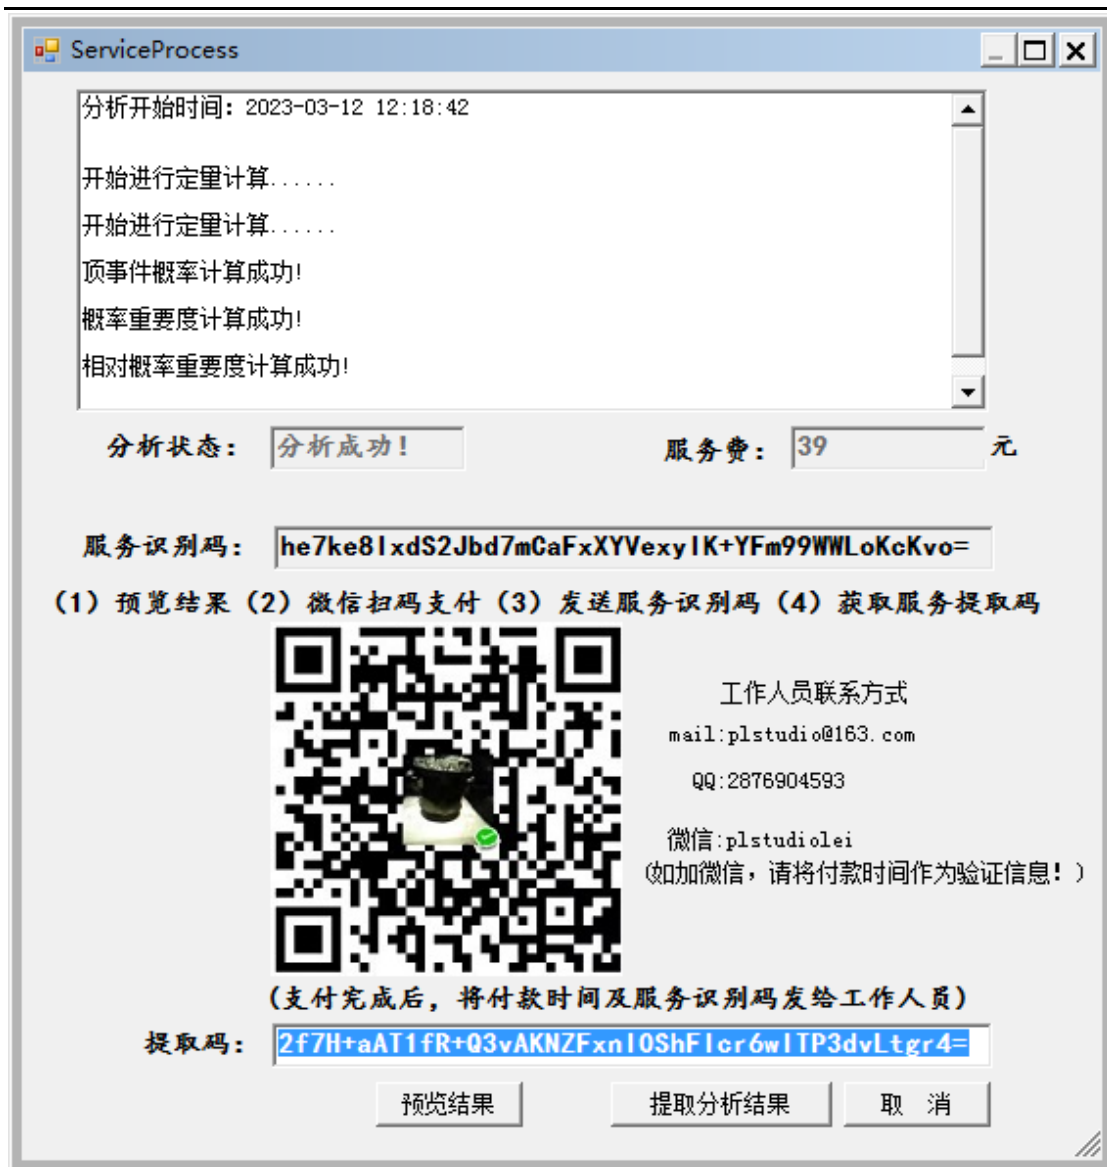 ServiceProcess
分析开始时间：2023-03-12 12:18:42
开始进行定量计算......
开始进行定量计算......
顶事件概率计算成功!
概率重要度计算成功!
相对概率重要度计算成功!
分析状态： 分析成功! 服务费： 39 元
服务识别码： he7ke8IxdS2Jbd7mCaFxXYVexyIK+YFm99WWLoKcKvo=
（1）预览结果（2）微信扫码支付（3）发送服务识别码（4）获取服务提取码
工作人员联系方式
mail:plstudio@163.com
QQ:2876904593
微信:plstudiolei
(如加微信，请将付款时间作为验证信息！)
(支付完成后，将付款时间及服务识别码发给工作人员)
提取码： 2f7H+aAT1fR+Q3vAKNZFxnIOShFIcr6wITP3dvLtgr4=
预览结果 提取分析结果 取 消